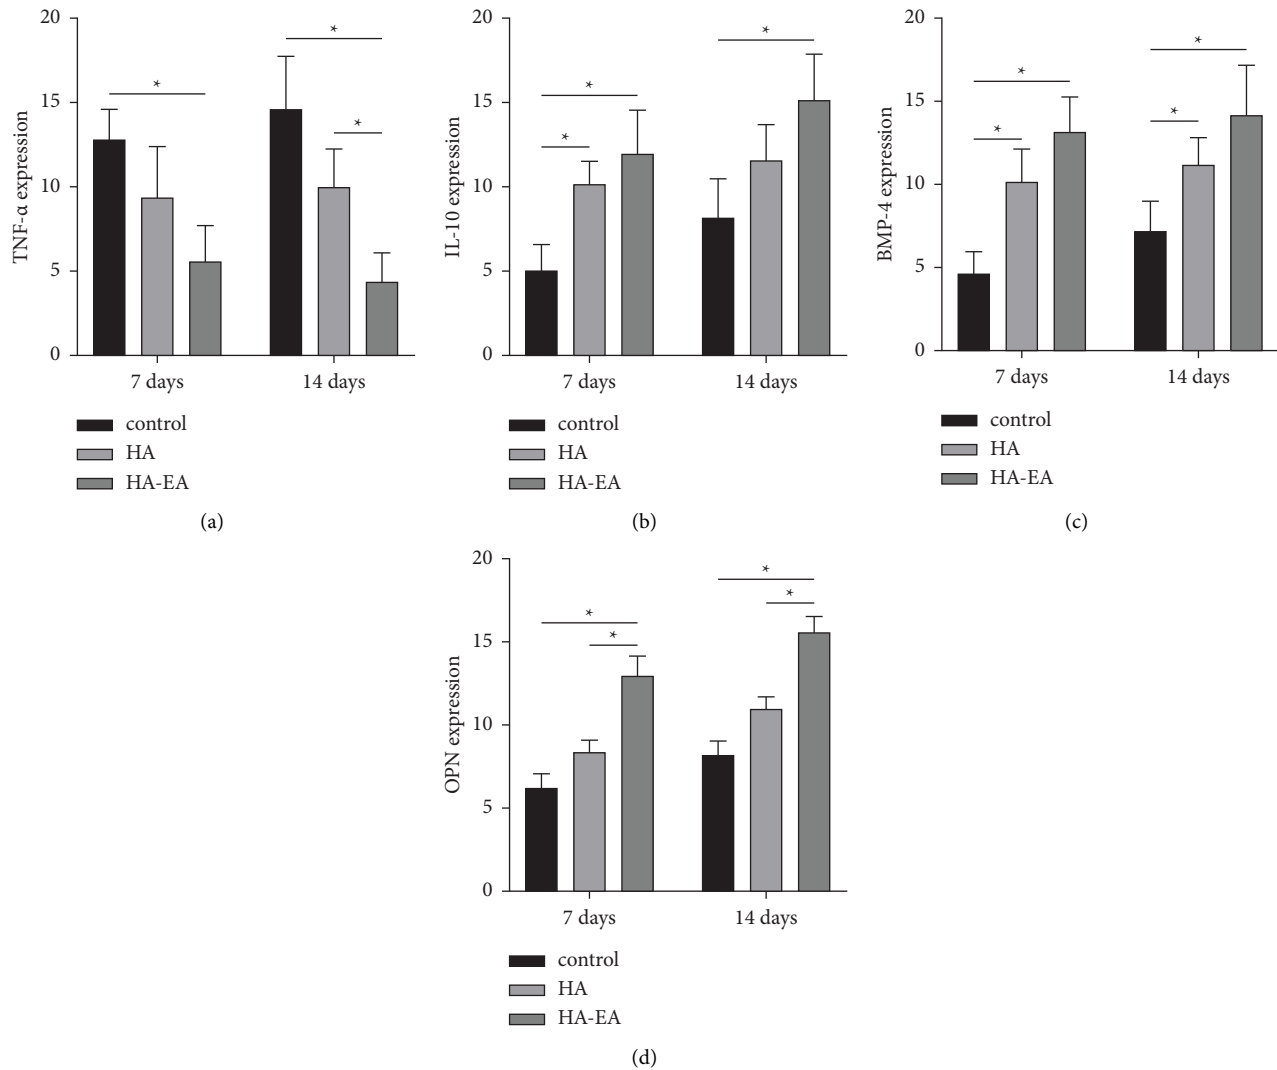 20
15
10
5
0
TNF-α expression
*
*
*
7 days
14 days
control
HA
HA-EA
(a)
20
15
10
5
0
IL-10 expression
*
*
*
7 days
14 days
control
HA
HA-EA
(b)
20
15
10
5
0
BMP-4 expression
*
*
*
*
7 days
14 days
control
HA
HA-EA
(c)
20
15
10
5
0
OPN expression
*
*
*
*
7 days
14 days
control
HA
HA-EA
(d)